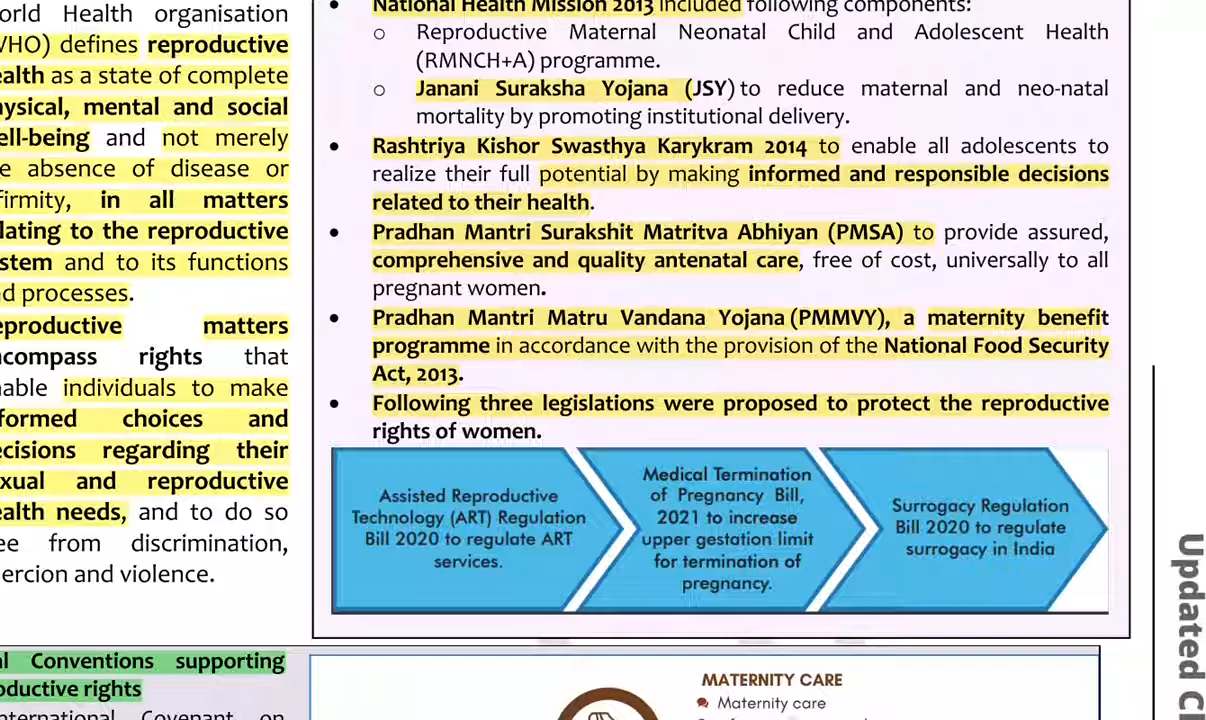 orld Health organisation
VHO) defines reproductive
ealth as a state of complete
hysical, mental and social
ell-being and not merely
e absence of disease or
firmity, in all matters
lating to the reproductive
stem and to its functions
nd processes.
eproductive matters
ncompass rights that
nable individuals to make
formed choices and
ecisions regarding their
xual and reproductive
ealth needs, and to do so
ee from discrimination,
ercion and violence.
al Conventions supporting
oductive rights
nternational Covenant on
• National Health Mission 2013 included following components:
o Reproductive Maternal Neonatal Child and Adolescent Health
(RMNCH+A) programme.
o Janani Suraksha Yojana (JSY) to reduce maternal and neo-natal
mortality by promoting institutional delivery.
• Rashtriya Kishor Swasthya Karykram 2014 to enable all adolescents to
realize their full potential by making informed and responsible decisions
related to their health.
• Pradhan Mantri Surakshit Matritva Abhiyan (PMSA) to provide assured,
comprehensive and quality antenatal care, free of cost, universally to all
pregnant women.
• Pradhan Mantri Matru Vandana Yojana (PMMVY), a maternity benefit
programme in accordance with the provision of the National Food Security
Act, 2013.
• Following three legislations were proposed to protect the reproductive
rights of women.
Assisted Reproductive
Technology (ART) Regulation
Bill 2020 to regulate ART
services.
Medical Termination
of Pregnancy Bill,
2021 to increase
upper gestation limit
for termination of
pregnancy.
Surrogacy Regulation
Bill 2020 to regulate
surrogacy in India
MATERNITY CARE
Maternity care
Updated Cl